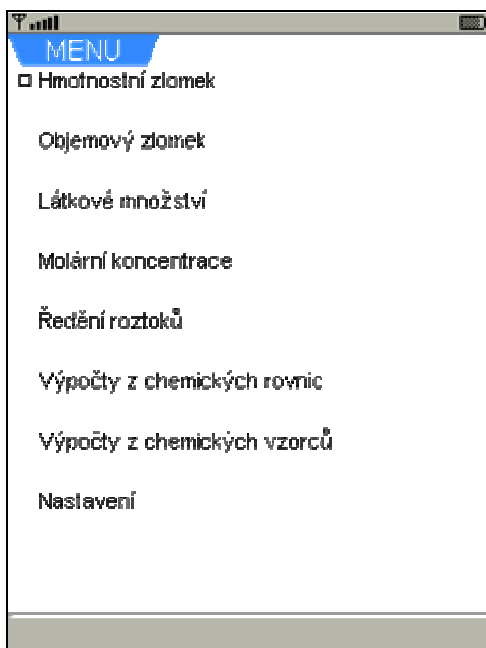 MENU
Hmotnostní zlomek
Objemový zlomek
Látkové množství
Molární koncentrace
Ředění roztoků
Výpočty z chemických rovnic
Výpočty z chemických vzorců
Nastavení